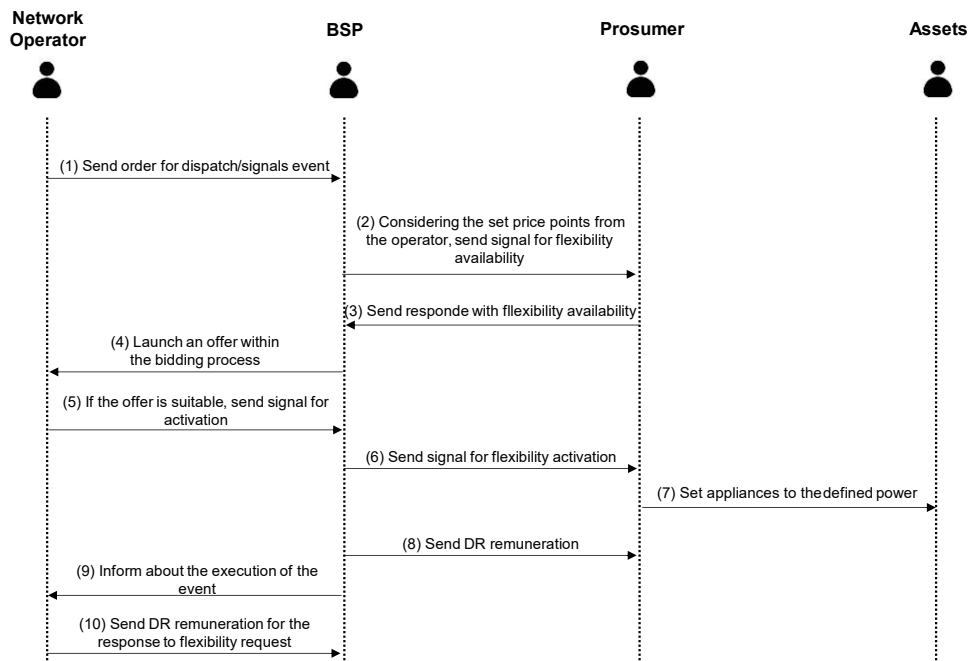 Network
Operator
BSP
Prosumer
Assets
(1) Send order for dispatch/signals event
(2) Considering the set price points from
the operator, send signal for flexibility
availability
(3) Send responde with fllexibility availability
(4) Launch an offer within
the bidding process
(5) If the offer is suitable, send signal for
activation
(6) Send signal for flexibility activation
(7) Set appliances to thedefined power
(8) Send DR remuneration
(9) Inform about the execution of the
event
(10) Send DR remuneration for the
response to flexibility request